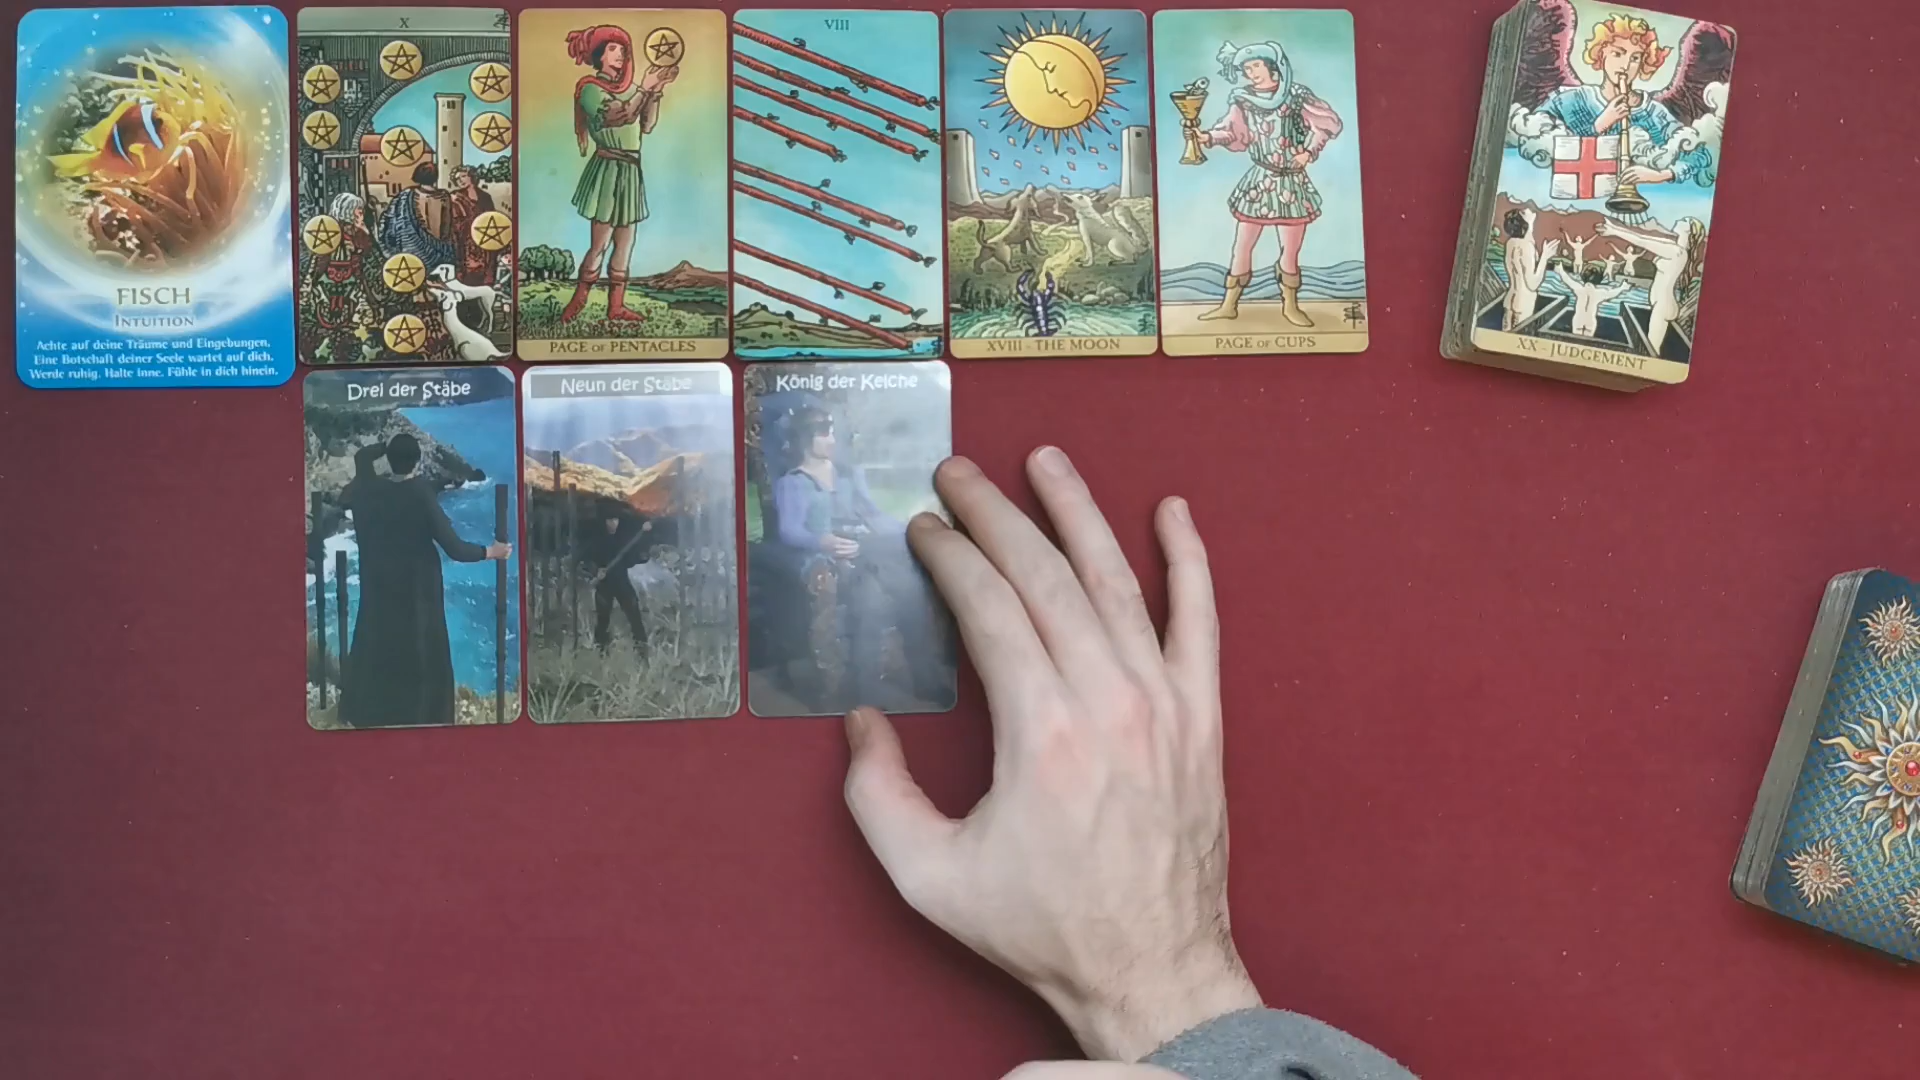 FISCH
INTUITION
Achte auf deine Träume und Eingebungen.
Eine Botschaft deiner Seele wartet auf dich.
Werde ruhig. Halte inne. Fühle in dich hinein.
X
PAGE OF PENTACLES
VIII
XVIII - THE MOON
PAGE OF CUPS
XX - JUDGEMENT
Drei der Stäbe
Neun der Stäbe
König der Kelche